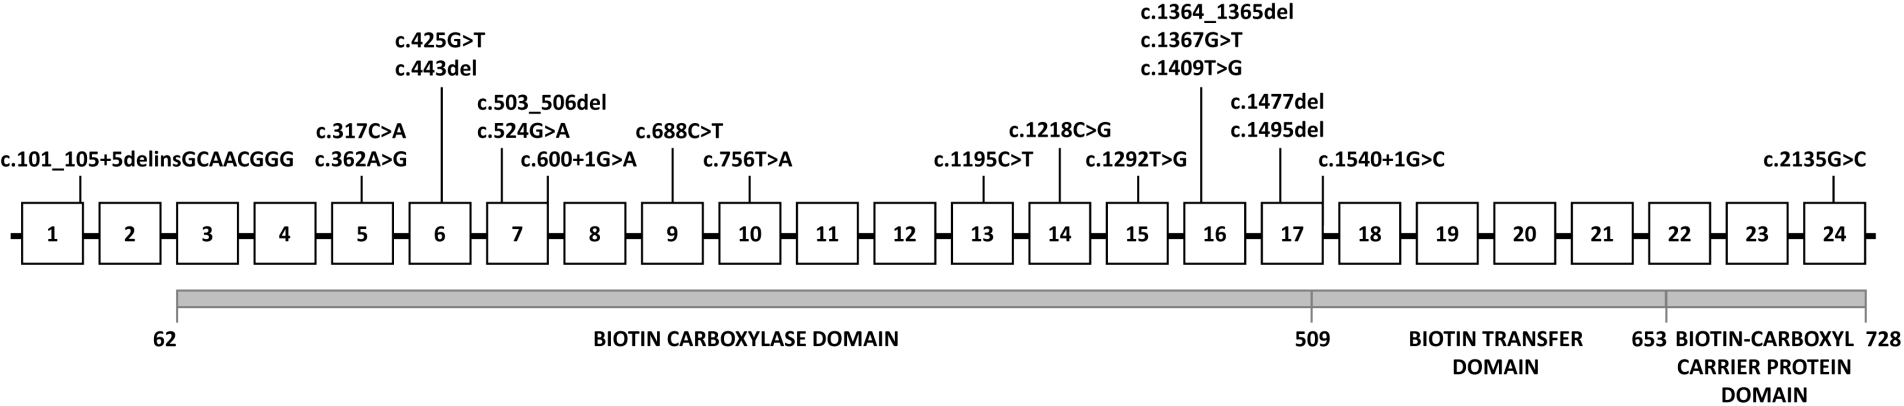 c.1364_1365del
c.425G>T
c.1367G>T
c.443del
c.1409T>G
c.503_506del
c.1477del
c.317C>A
c.524G>A
c.688C>T
c.1218C>G
c.1495del
c.101_105+5delinsGCAACGGG
c.362A>G
c.600+1G>A
c.756T>A
c.1195C>T
c.1292T>G
c.1540+1G>C
c.2135G>C
1 2 3 4 5 6 7 8 9 10 11 12 13 14 15 16 17 18 19 20 21 22 23 24
62 BIOTIN CARBOXYLASE DOMAIN 509 BIOTIN TRANSFER 653 BIOTIN-CARBOXYL 728
DOMAIN CARRIER PROTEIN
DOMAIN